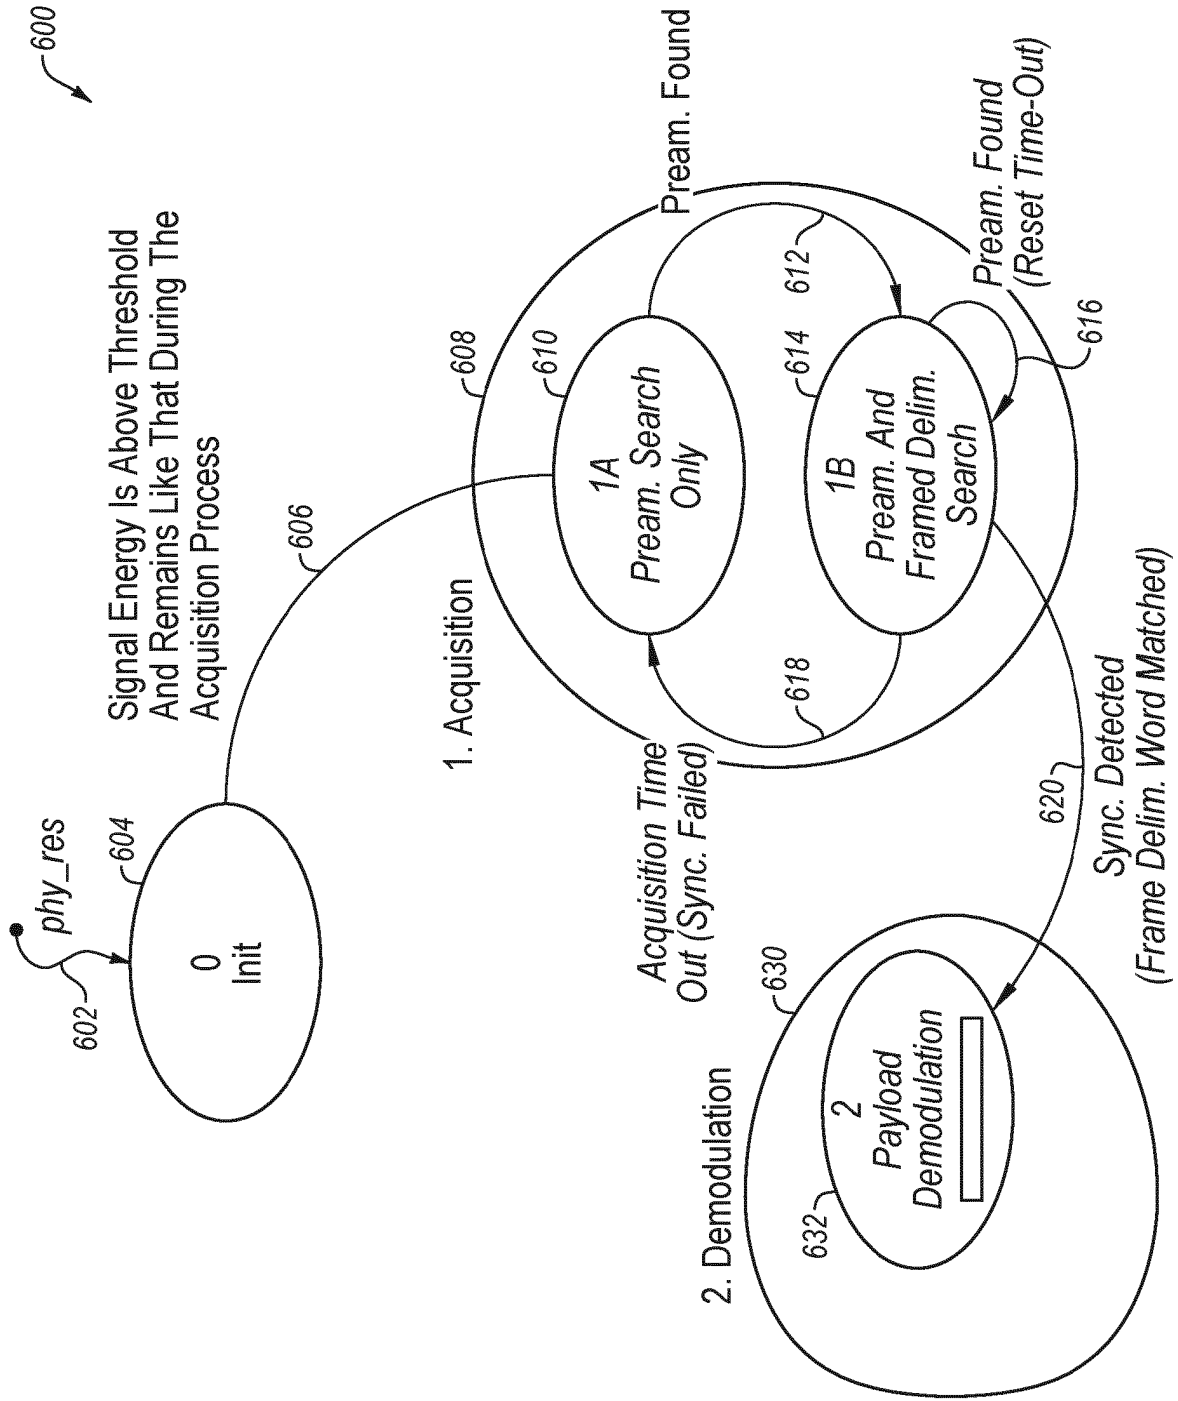 600
phy_res
602
604
0
Init
Signal Energy Is Above Threshold
And Remains Like That During The
Acquisition Process
606
1. Acquisition
608
610
1A
Pream. Search
Only
Pream. Found
612
614
1B
Pream. And
Framed Delim.
Search
Pream. Found
(Reset Time-Out)
616
618
Acquisition Time
Out (Sync. Failed)
620
Sync. Detected
(Frame Delim. Word Matched)
2. Demodulation
630
632
2
Payload
Demodulation